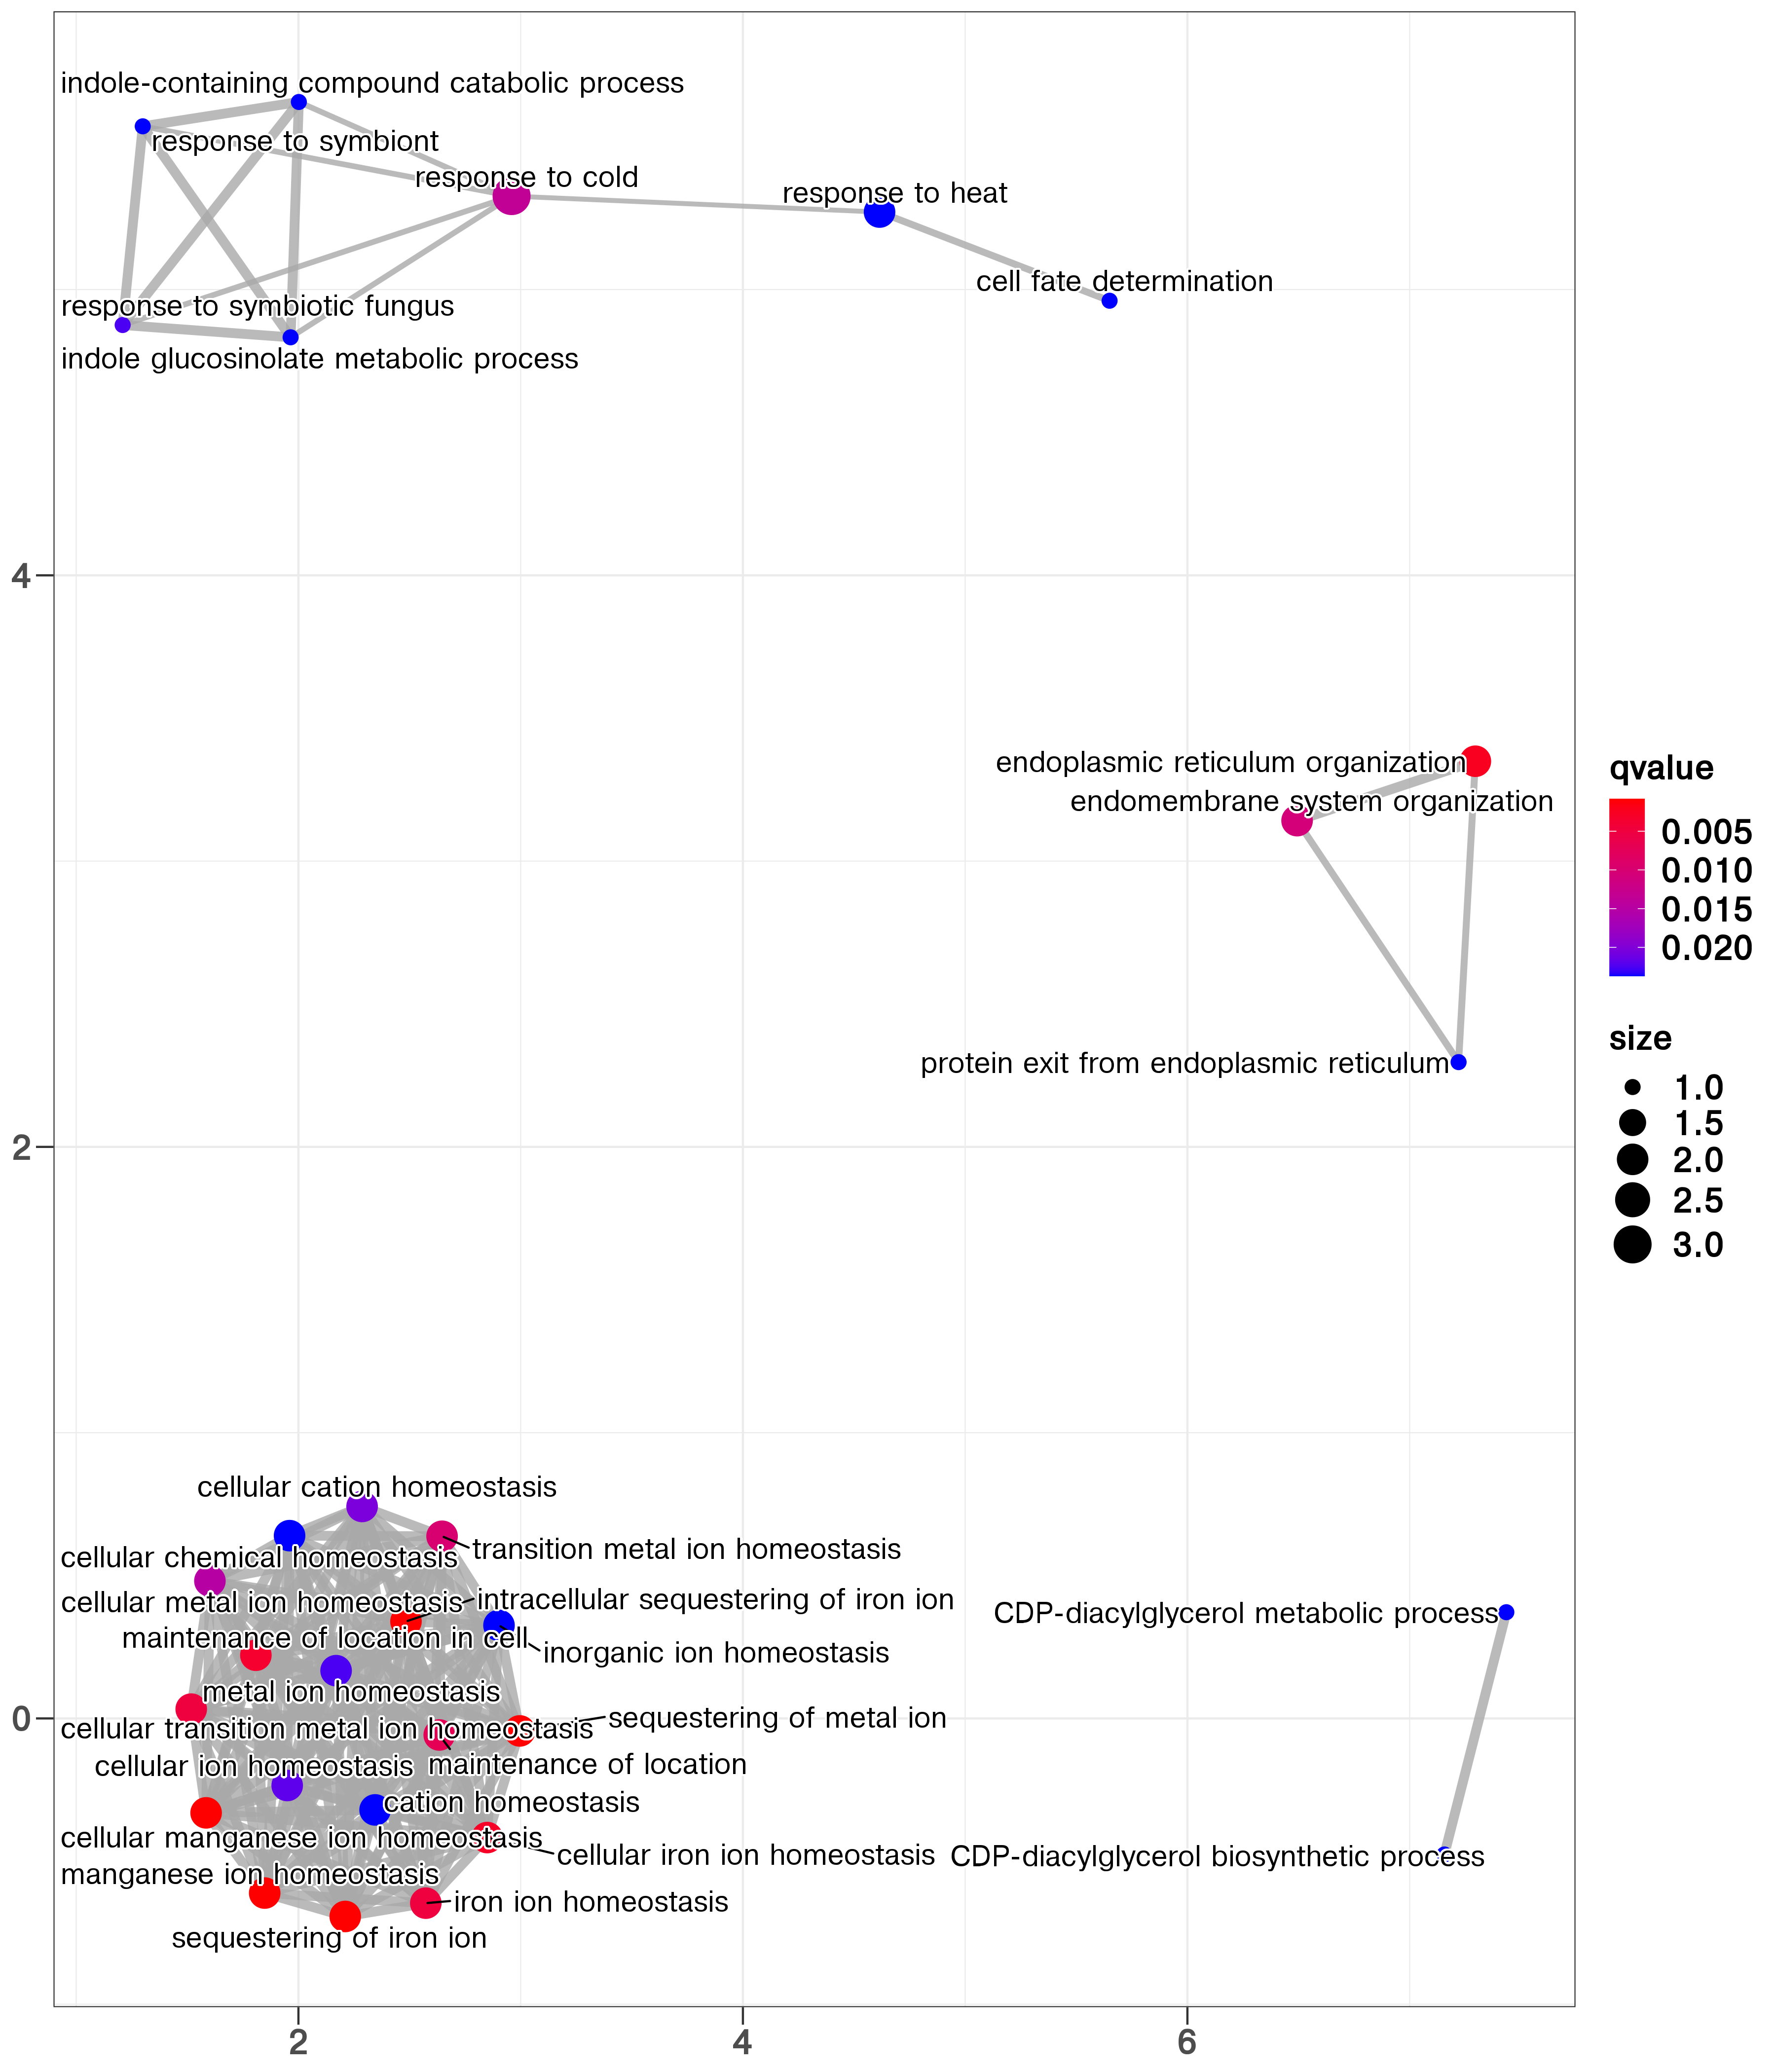 indole-containing compound catabolic process
response to symbiont
response to cold
response to heat
cell fate determination
response to symbiotic fungus
indole glucosinolate metabolic process
4
endoplasmic reticulum organization
endomembrane system organization
protein exit from endoplasmic reticulum
2
cellular cation homeostasis
transition metal ion homeostasis
cellular chemical homeostasis
cellular metal ion homeostasis
intracellular sequestering of iron ion
maintenance of location in cell
inorganic ion homeostasis
metal ion homeostasis
0
cellular transition metal ion homeostasis
sequestering of metal ion
cellular ion homeostasis
maintenance of location
cation homeostasis
cellular manganese ion homeostasis
cellular iron ion homeostasis
manganese ion homeostasis
iron ion homeostasis
sequestering of iron ion
CDP-diacylglycerol metabolic process
CDP-diacylglycerol biosynthetic process
2
4
6
qvalue
0.005
0.010
0.015
0.020
size
1.0
1.5
2.0
2.5
3.0